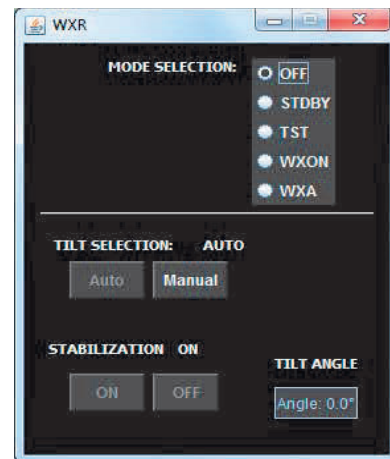 WXR
MODE SELECTION:
OFF
STDBY
TST
WXON
WXA
TILT SELECTION: AUTO
Auto Manual
STABILIZATION ON
ON OFF
TILT ANGLE
Angle: 0.0°